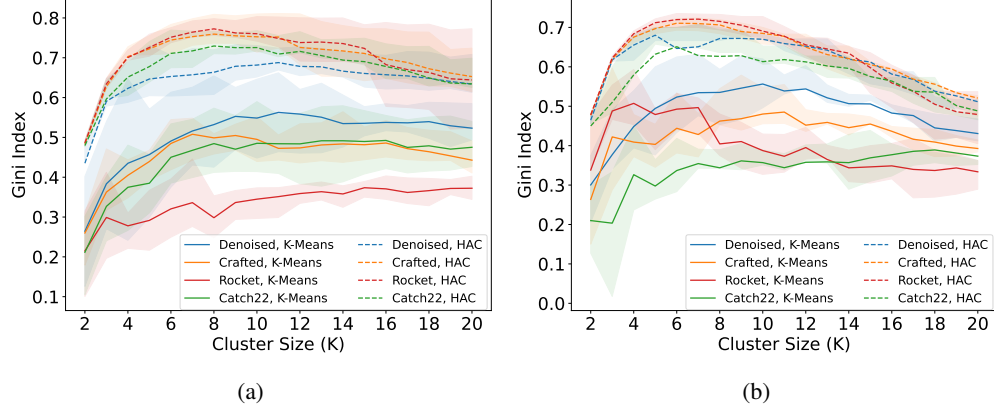 0.8
0.7
0.6
0.5
0.4
0.3
0.2
0.1
Gini Index
Denoised, K-Means
Crafted, K-Means
Rocket, K-Means
Catch22, K-Means
Denoised, HAC
Crafted, HAC
Rocket, HAC
Catch22, HAC
2 4 6 8 10 12 14 16 18 20
Cluster Size (K)
(a)
0.7
0.6
0.5
0.4
0.3
0.2
0.1
0.0
Gini Index
Denoised, K-Means
Crafted, K-Means
Rocket, K-Means
Catch22, K-Means
Denoised, HAC
Crafted, HAC
Rocket, HAC
Catch22, HAC
2 4 6 8 10 12 14 16 18 20
Cluster Size (K)
(b)